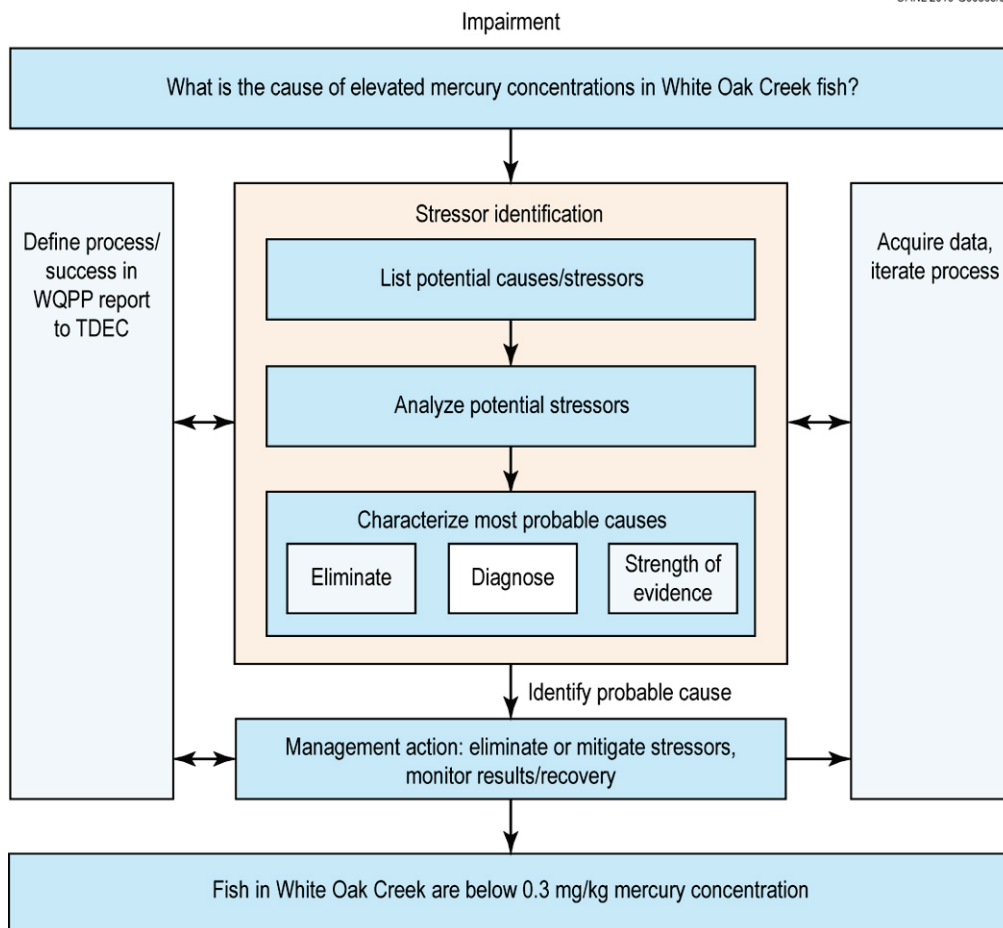 Impairment
What is the cause of elevated mercury concentrations in White Oak Creek fish?
Define process/
success in
WQPP report
to TDEC
Stressor identification
List potential causes/stressors
Analyze potential stressors
Characterize most probable causes
Eliminate
Diagnose
Strength of
evidence
Acquire data,
iterate process
Identify probable cause
Management action: eliminate or mitigate stressors,
monitor results/recovery
Fish in White Oak Creek are below 0.3 mg/kg mercury concentration